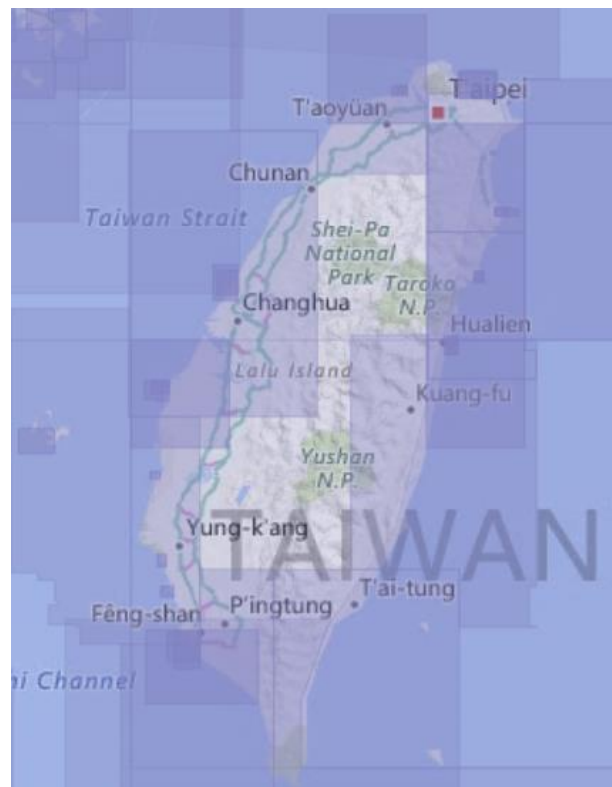 T'aipei
T'aoyüan
Chunan
Taiwan Strait
Shei-Pa
National
Park
Taroko
N.P.
Changhua
Hualien
Lalu Island
Kuang-fu
Yushan
N.P.
TAIWAN
Yung-k'ang
T'ai-tung
Fêng-shan
P'ingtung
Channel